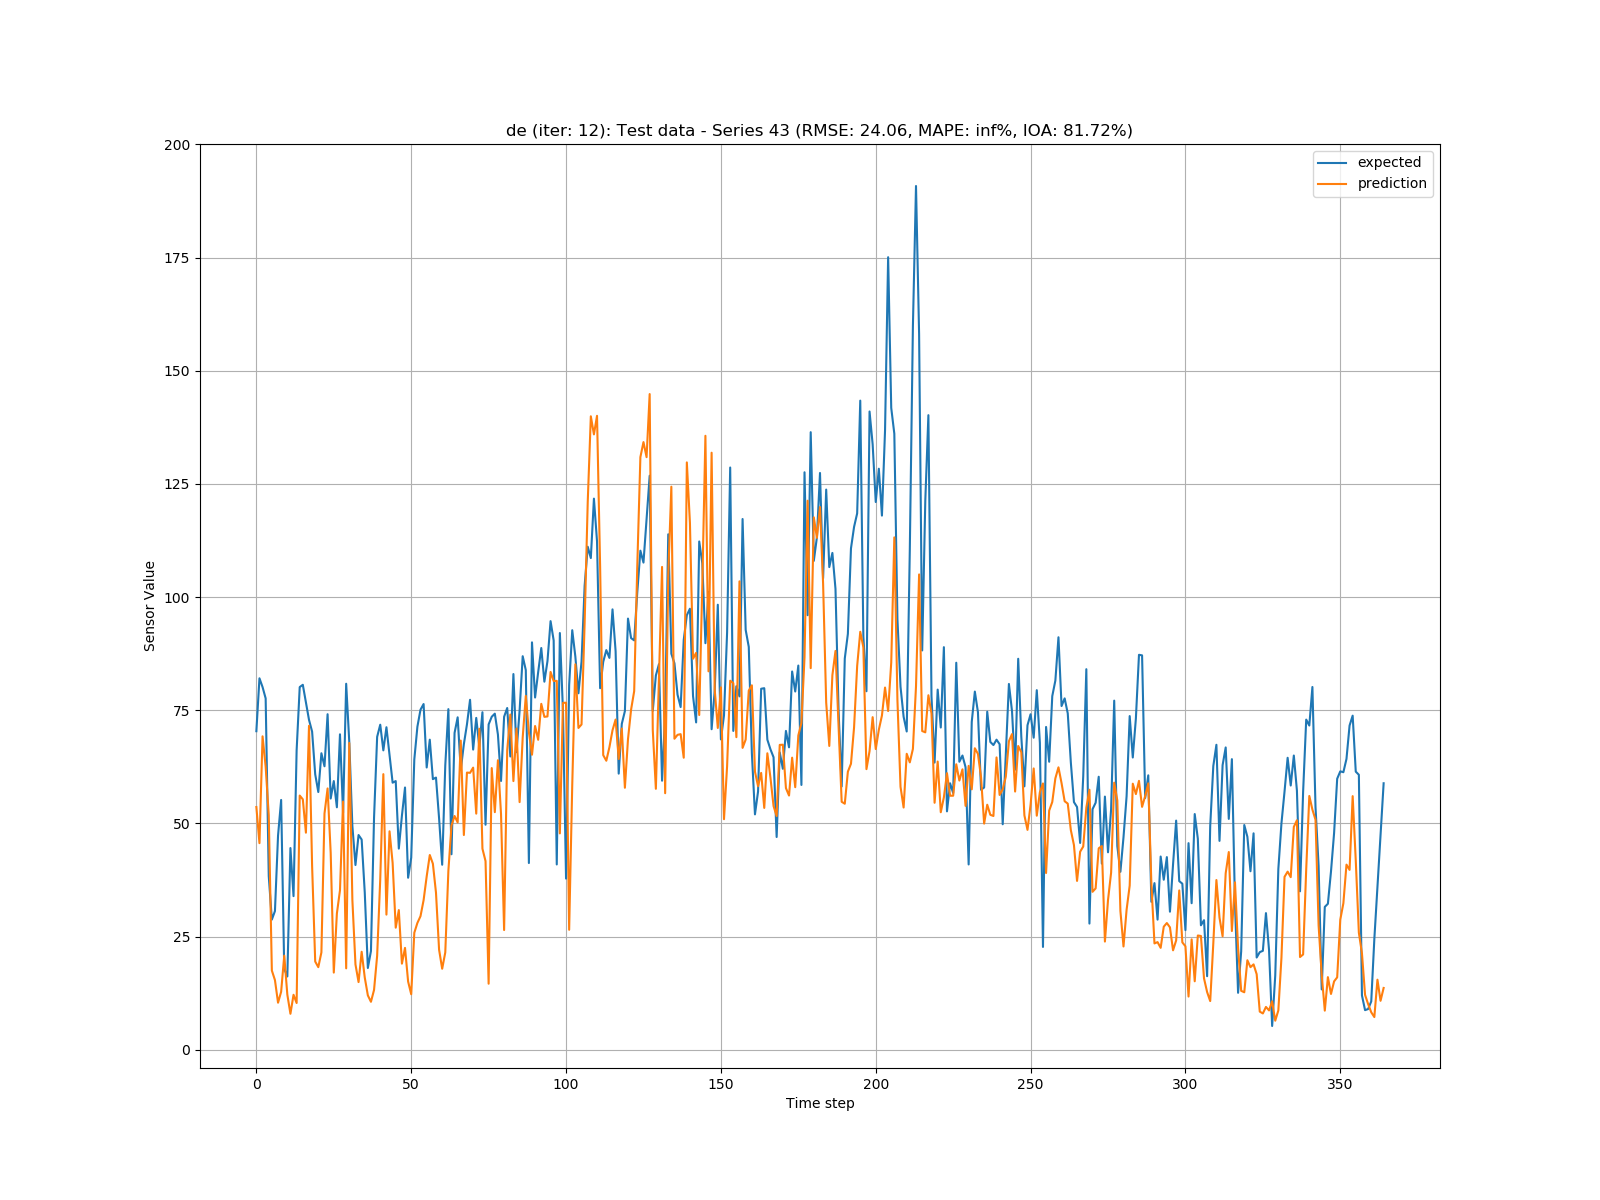 de (iter: 12): Test data - Series 43 (RMSE: 24.06, MAPE: inf%, IOA: 81.72%)
expected
prediction
200
175
150
125
100
75
50
25
0
Sensor Value
0 50 100 150 200 250 300 350
Time step